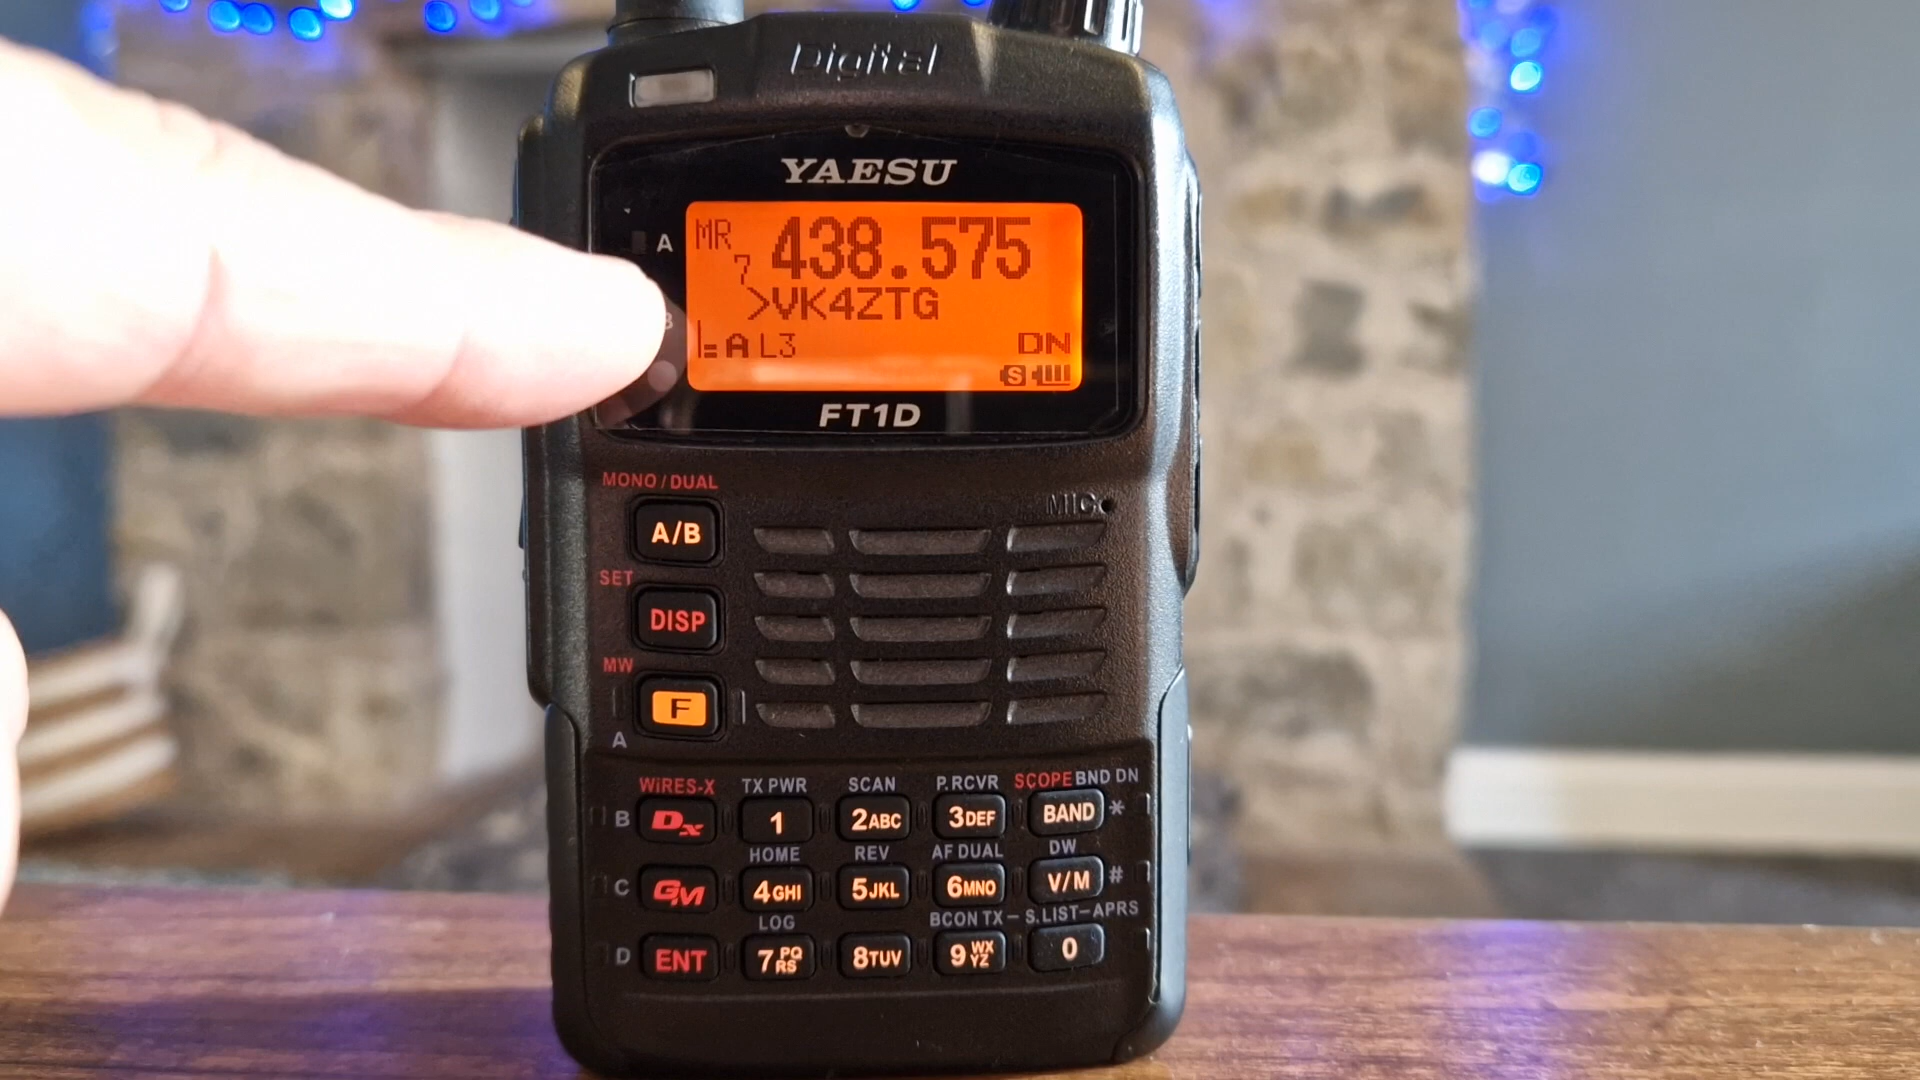 Digital
YAESU
A
MR 438.575
7
>VK4ZTG
B
A L3 DN
S
FT1D
MONO/DUAL
MIC
A/B
SET
DISP
MW
F
A
WiRES-X TX PWR SCAN P.RCVR SCOPE BND DN
B Dx 1 2ABC 3DEF BAND *
HOME REV AF DUAL DW
C GM 4GHI 5JKL 6MNO V/M #
LOG BCON TX – S.LIST – APRS
D ENT 7PQRS 8TUV 9WXYZ 0